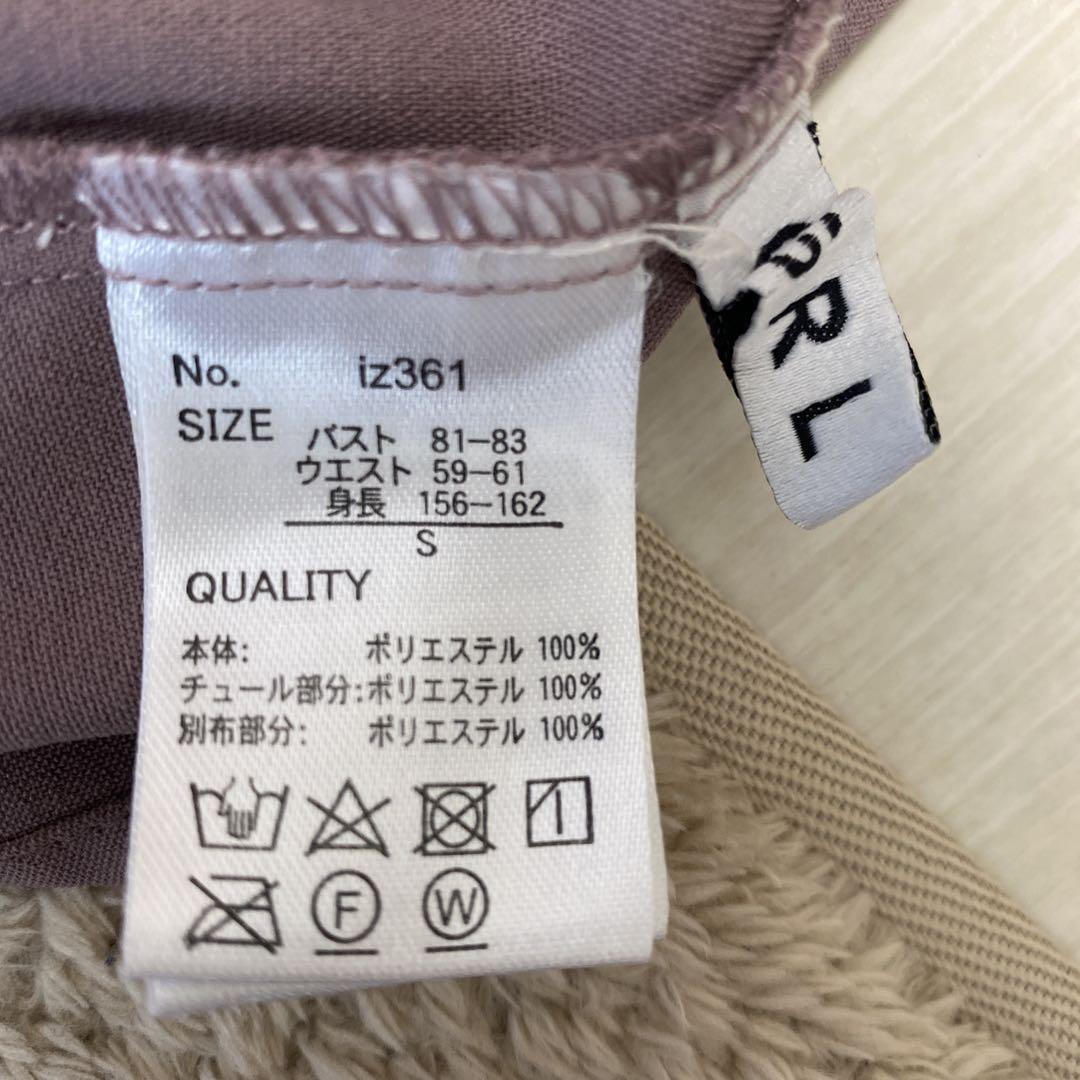 No. iz361
SIZE
バスト 81-83
ウエスト 59-61
身長 156-162
S
QUALITY
本体: ポリエステル 100%
チュール部分:ポリエステル 100%
別布部分: ポリエステル 100%
F W
RL